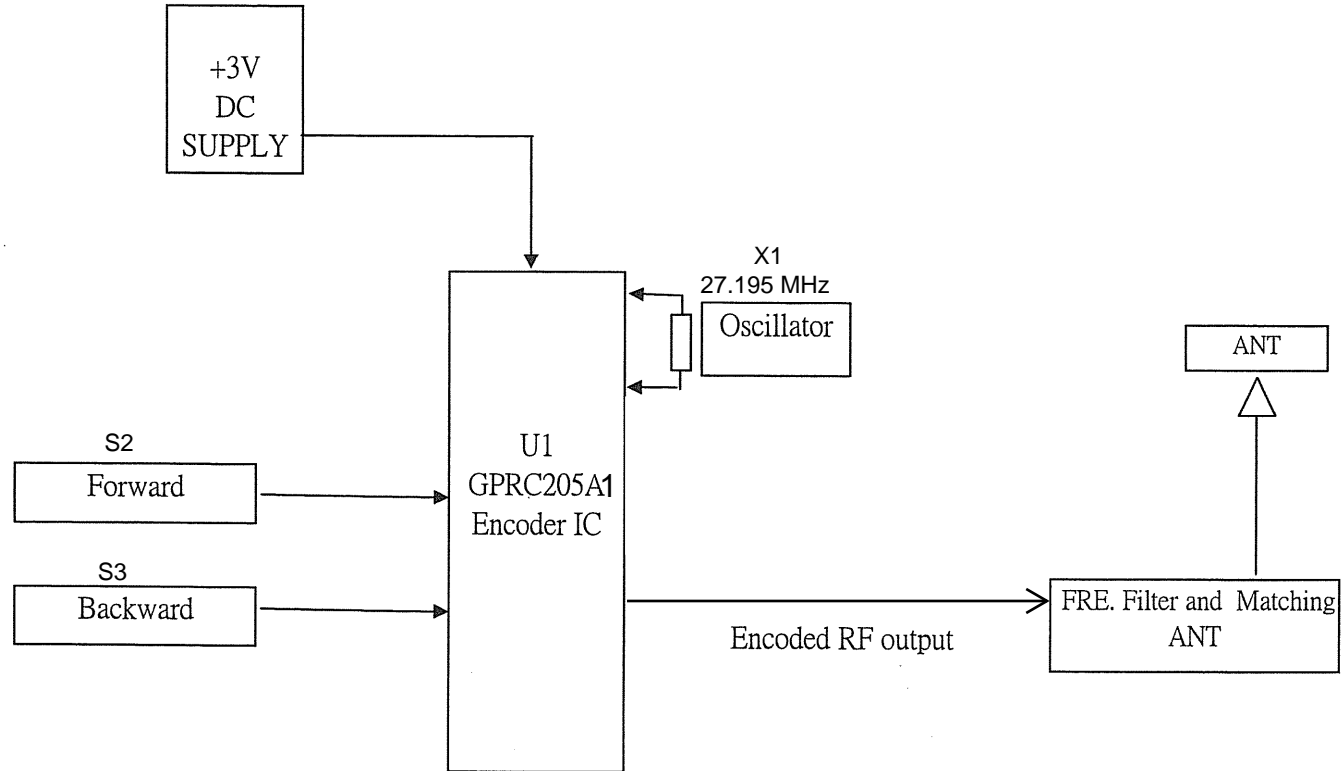 +3V
DC
SUPPLY
X1
27.195 MHz
Oscillator
ANT
S2
Forward
U1
GPRC205A1
Encoder IC
S3
Backward
Encoded RF output
FRE. Filter and Matching
ANT